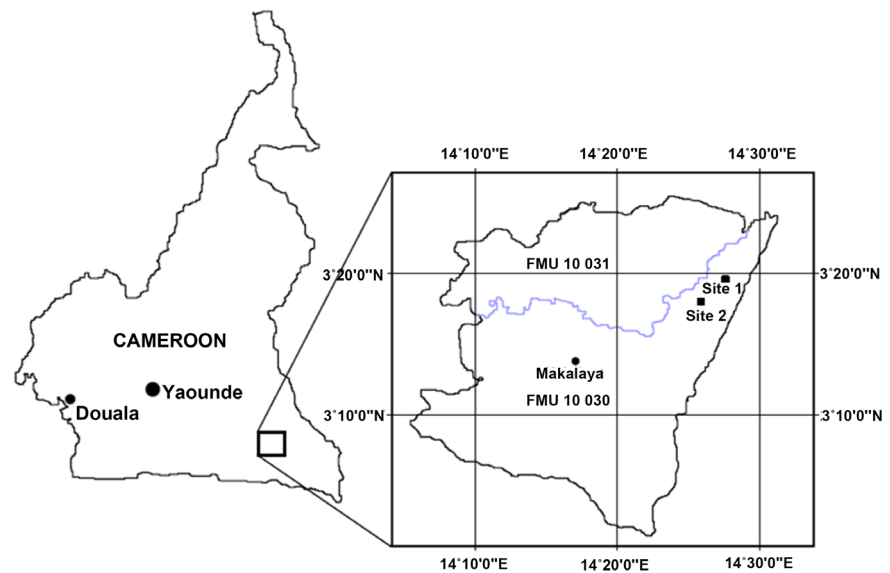 14°10'0"E 14°20'0"E 14°30'0"E
3°20'0"N
FMU 10 031
3°20'0"N
Site 1
Site 2
CAMEROON
Makalaya
Yaounde
FMU 10 030
Douala
3°10'0"N
3°10'0"N
14°10'0"E 14°20'0"E 14°30'0"E